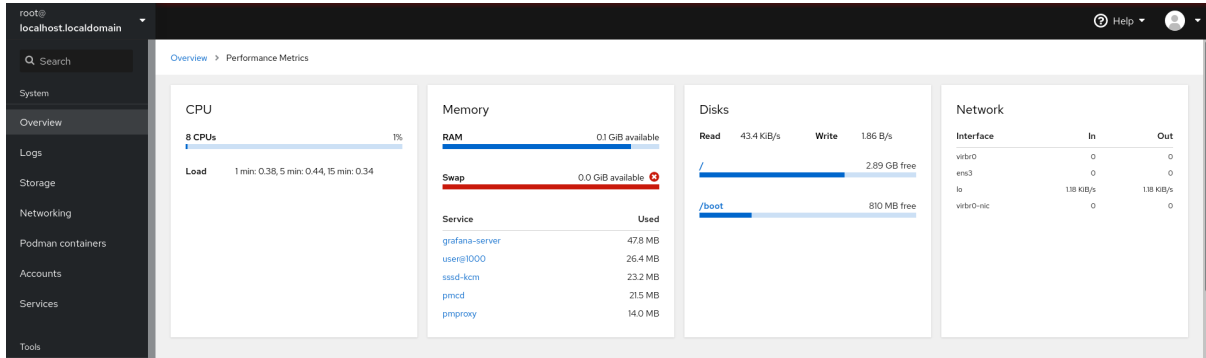 root@
localhost.localdomain
Help
Search
System
Overview
Logs
Storage
Networking
Podman containers
Accounts
Services
Tools
Overview > Performance Metrics
CPU
8 CPUs 1%
Load 1 min: 0.38, 5 min: 0.44, 15 min: 0.34
Memory
RAM 0.1 GiB available
Swap 0.0 GiB available
Service Used
grafana-server 47.8 MB
user@1000 26.4 MB
sssd-kcm 23.2 MB
pmcd 21.5 MB
pmproxy 14.0 MB
Disks
Read 43.4 KiB/s Write 1.86 B/s
/ 2.89 GB free
/boot 810 MB free
Network
Interface In Out
virbr0 0 0
ens3 0 0
lo 1.18 KiB/s 1.18 KiB/s
virbr0-nic 0 0